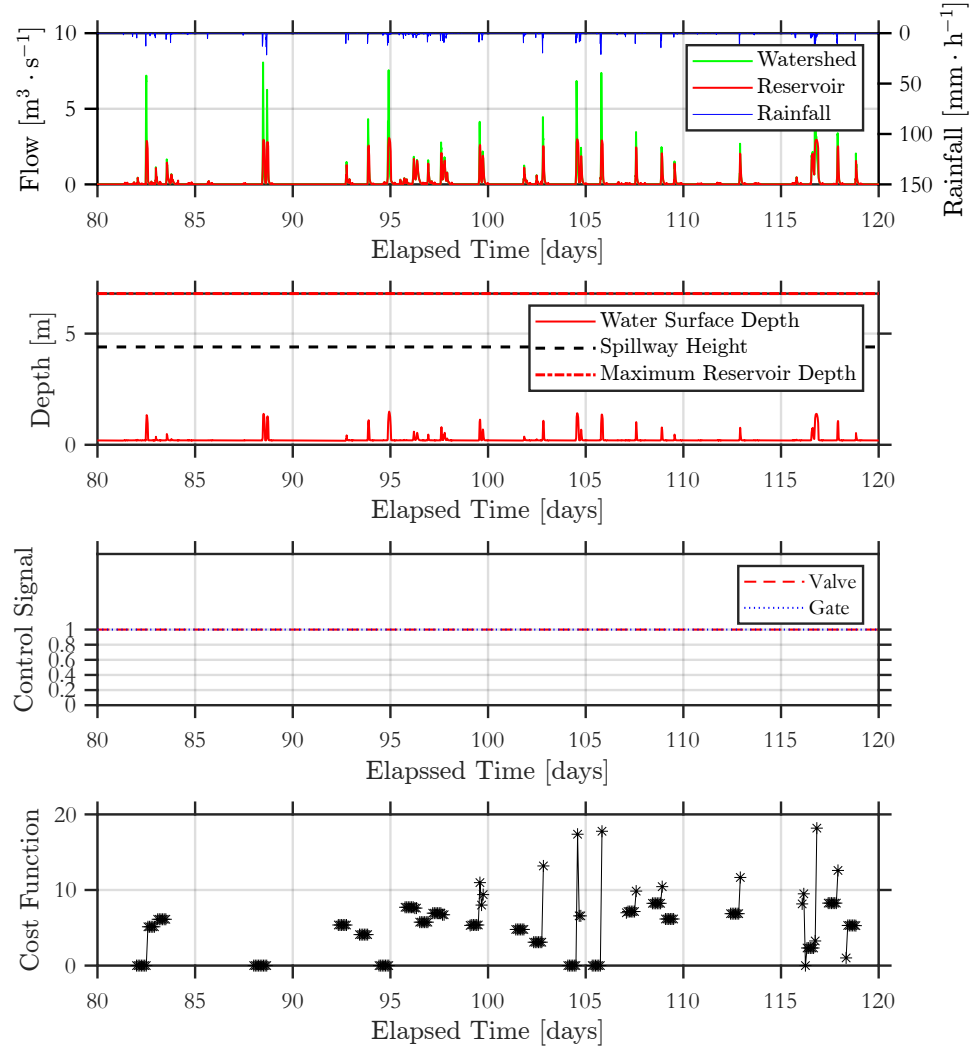 Flow [m³ · s⁻¹]
10
5
0
Watershed
Reservoir
Rainfall
0
50
100
150
Rainfall [mm · h⁻¹]
80 85 90 95 100 105 110 115 120
Elapsed Time [days]
Depth [m]
5
0
Water Surface Depth
Spillway Height
Maximum Reservoir Depth
80 85 90 95 100 105 110 115 120
Elapsed Time [days]
Control Signal
1
0.8
0.6
0.4
0.2
0
Valve
Gate
80 85 90 95 100 105 110 115 120
Elapssed Time [days]
Cost Function
20
10
0
80 85 90 95 100 105 110 115 120
Elapsed Time [days]